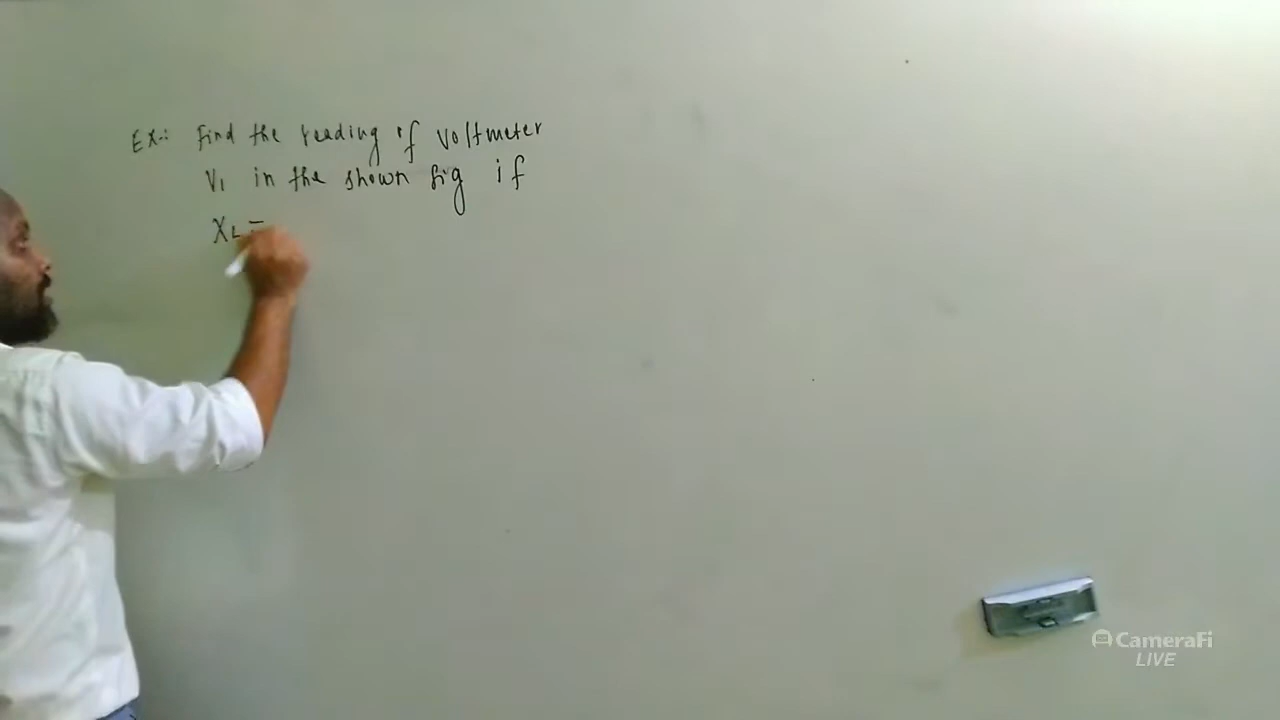 Ex:- Find the reading of voltmeter
V1 in the shown fig if
XL =
CameraFi
LIVE